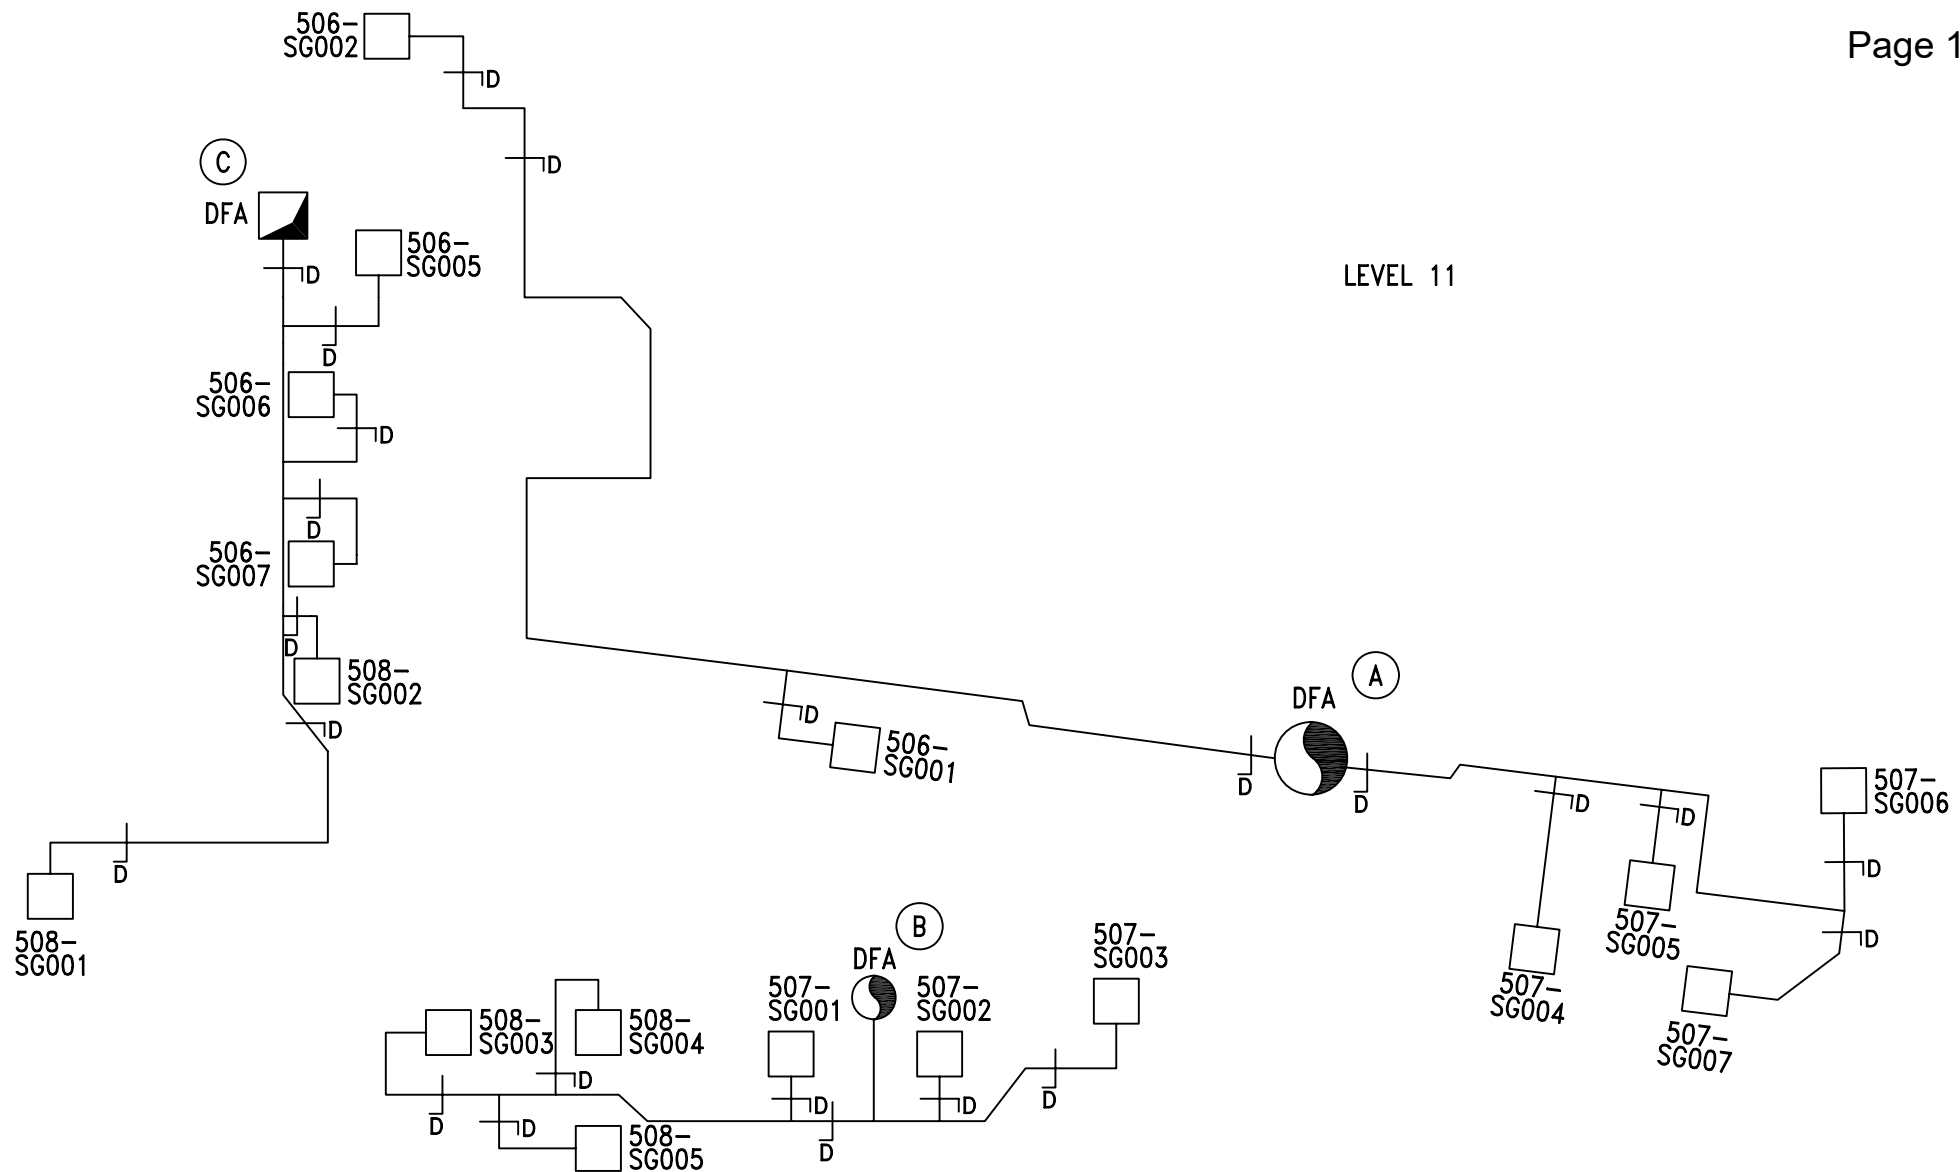 Page 1
506-
SG002
D
D
C
DFA
D
506-
SG005
D
LEVEL 11
506-
SG006
D
D
506-
SG007
D
508-
SG002
D
D
508-
SG001
D
506-
SG001
D
DFA
A
D
D
D
507-
SG004
D
507-
SG005
507-
SG006
D
D
507-
SG007
B
DFA
507-
SG001
D
507-
SG002
D
507-
SG003
D
508-
SG003
D
508-
SG004
D
D
508-
SG005
D